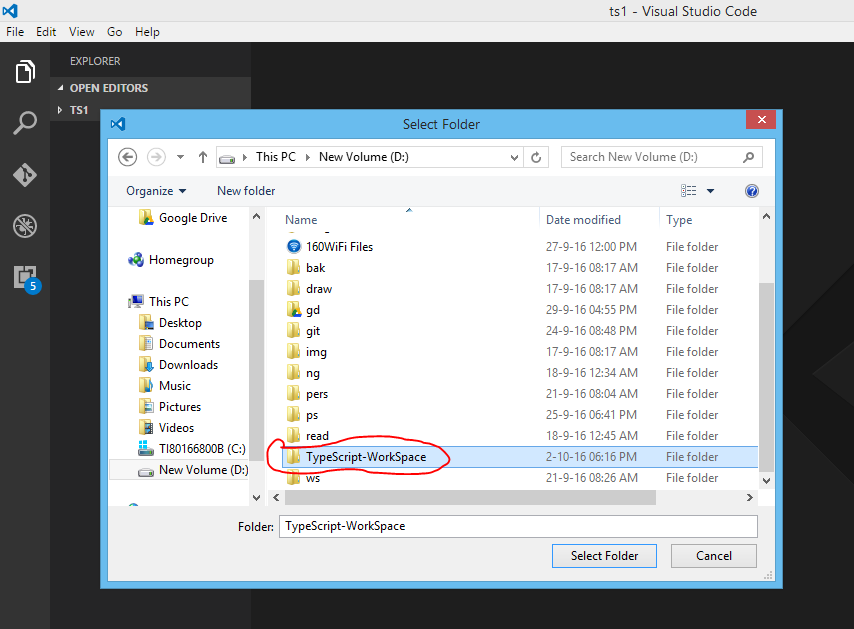 ts1 - Visual Studio Code
File Edit View Go Help
EXPLORER
OPEN EDITORS
TS1
Select Folder
This PC New Volume (D:)
Search New Volume (D:)
Organize New folder
?
Name Date modified Type
Google Drive
Homegroup
This PC
Desktop
Documents
Downloads
Music
Pictures
Videos
TI80166800B (C:)
New Volume (D:)
160WiFi Files 27-9-16 12:00 PM File folder
bak 17-9-16 08:17 AM File folder
draw 17-9-16 08:17 AM File folder
gd 29-9-16 04:55 PM File folder
git 24-9-16 08:48 PM File folder
img 17-9-16 08:17 AM File folder
ng 18-9-16 12:34 AM File folder
pers 21-9-16 08:04 AM File folder
ps 25-9-16 06:41 PM File folder
read 18-9-16 12:45 AM File folder
TypeScript-WorkSpace 2-10-16 06:16 PM File folder
ws 21-9-16 08:26 AM File folder
5
Folder: TypeScript-WorkSpace
Select Folder Cancel